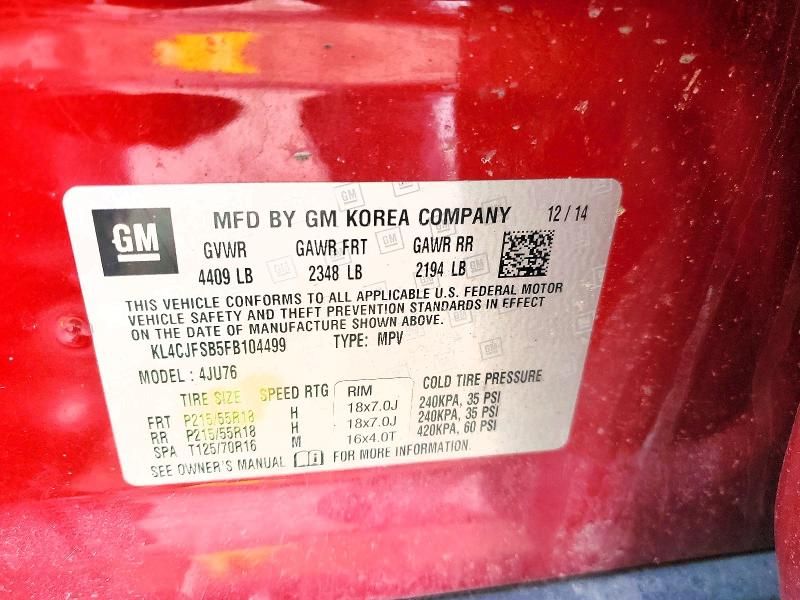 GM
MFD BY GM KOREA COMPANY 12 / 14
GVWR GAWR FRT GAWR RR
4409 LB 2348 LB 2194 LB
THIS VEHICLE CONFORMS TO ALL APPLICABLE U.S. FEDERAL MOTOR
VEHICLE SAFETY AND THEFT PREVENTION STANDARDS IN EFFECT
ON THE DATE OF MANUFACTURE SHOWN ABOVE.
KL4CJFSB5FB104499 TYPE: MPV
MODEL : 4JU76
TIRE SIZE SPEED RTG RIM COLD TIRE PRESSURE
FRT P215/55R18 H 18x7.0J 240KPA, 35 PSI
RR P215/55R18 H 18x7.0J 240KPA, 35 PSI
SPA T125/70R16 M 16x4.0T 420KPA, 60 PSI
SEE OWNER'S MANUAL FOR MORE INFORMATION.